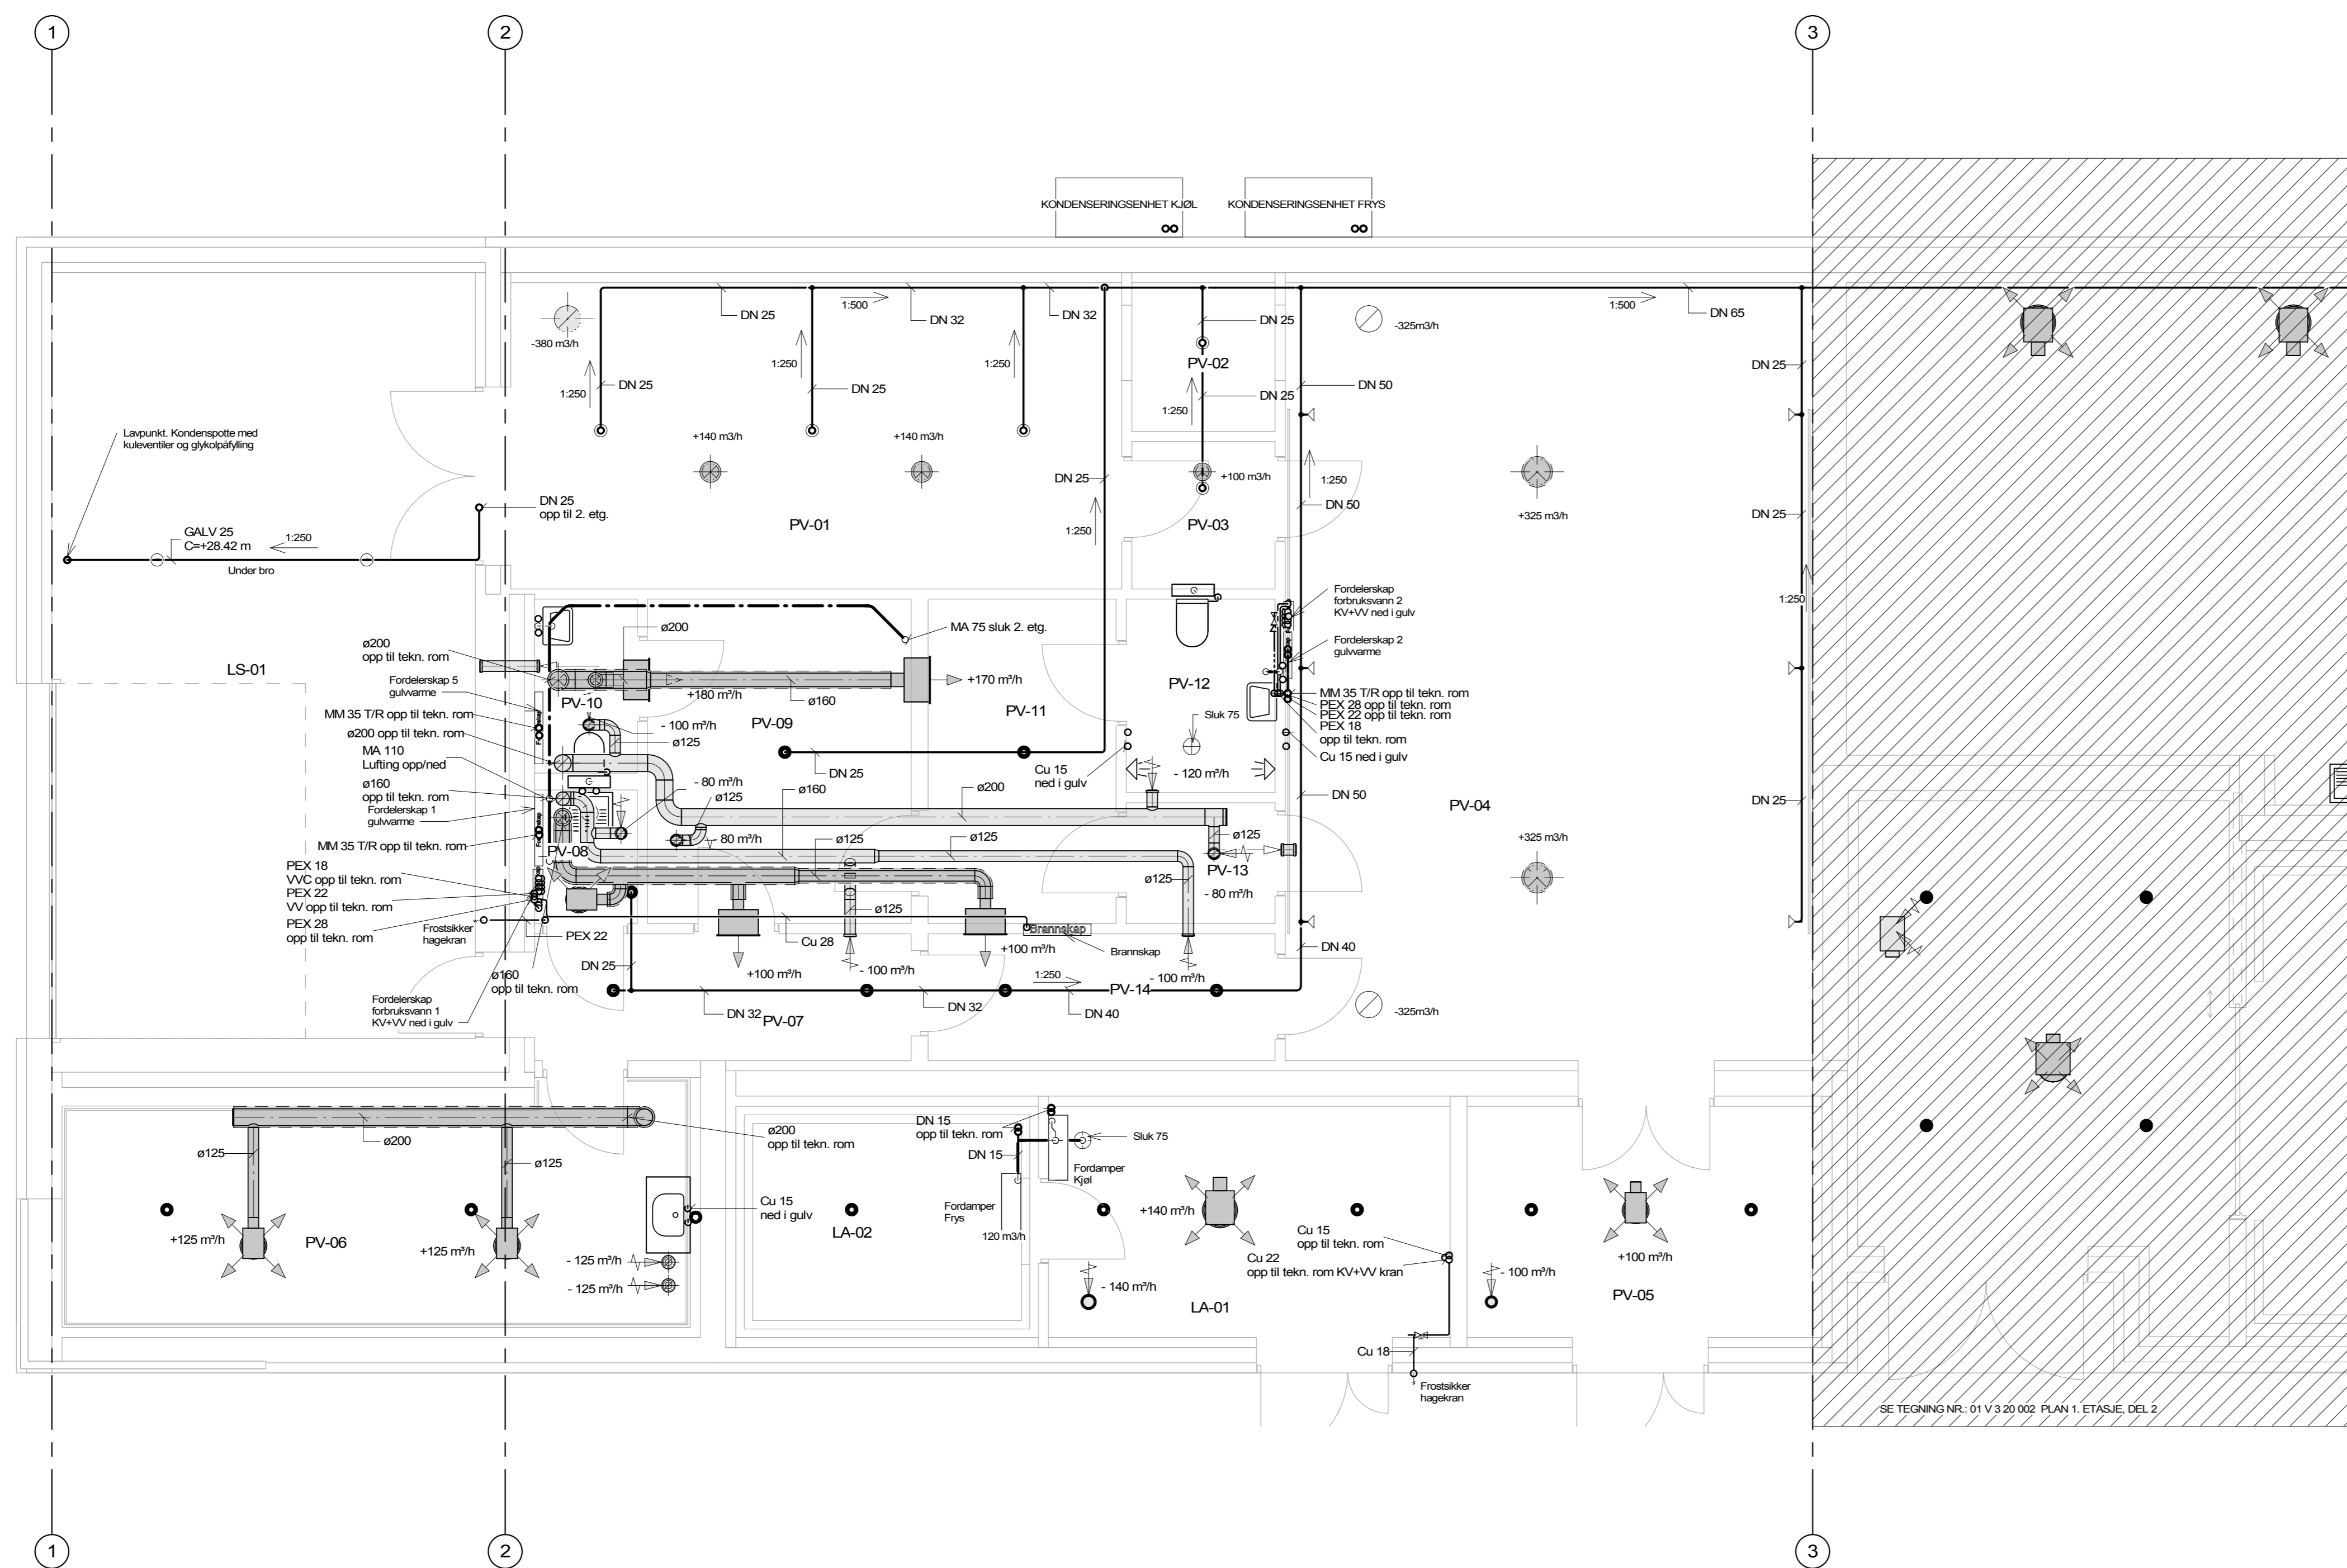 1
2
3
KONDENSERINGSENHET KJØL
KONDENSERINGSENHET FRYS
DN 25
1:500
DN 32
DN 32
-380 m3/h
1:250
DN 25
1:250
DN 25
1:250
DN 25
PV-02
DN 25
1:250
-325m3/h
DN 50
1:500
DN 65
DN 25
Lavpunkt. Kondenspotte med
kuleventiler og glykolpåfylling
+140 m3/h
+140 m3/h
DN 25
+100 m3/h
1:250
DN 50
+325 m3/h
DN 25
DN 25
opp til 2. etg.
GALV 25
C=+28.42 m
1:250
Under bro
PV-01
1:250
PV-03
1:250
LS-01
ø200
opp til tekn. rom
Fordelerskap 5
gulvvarme
MM 35 T/R opp til tekn. rom
ø200 opp til tekn. rom
MA 110
Lufting opp/ned
ø160
opp til tekn. rom
Fordelerskap 1
gulvvarme
MM 35 T/R opp til tekn. rom
PEX 18
VVC opp til tekn. rom
PEX 22
VV opp til tekn. rom
PEX 28
opp til tekn. rom
Frostsikker
hagekran
Fordelerskap
forbruksvann 1
KV+VV ned i gulv
ø160
opp til tekn. rom
PEX 22
ø200
MA 75 sluk 2. etg.
+180 m³/h
ø160
+170 m³/h
PV-10
- 100 m³/h
ø125
PV-09
PV-11
DN 25
- 80 m³/h
ø125
ø160
ø200
- 80 m³/h
ø125
ø125
PV-08
PV-12
Sluk 75
Cu 15
ned i gulv
- 120 m³/h
Fordelerskap
forbruksvann 2
KV+VV ned i gulv
Fordelerskap 2
gulvvarme
MM 35 T/R opp til tekn. rom
PEX 28 opp til tekn. rom
PEX 22 opp til tekn. rom
PEX 18
opp til tekn. rom
Cu 15 ned i gulv
DN 50
PV-04
DN 25
+325 m3/h
ø125
PV-13
ø125
- 80 m³/h
ø125
Cu 28
Brannskap
Brannskap
DN 40
DN 25
+100 m³/h
- 100 m³/h
+100 m³/h
1:250
- 100 m³/h
PV-14
DN 32
PV-07
DN 32
DN 40
-325m3/h
ø200
ø125
ø125
ø200
opp til tekn. rom
+125 m³/h
PV-06
+125 m³/h
- 125 m³/h
- 125 m³/h
Cu 15
ned i gulv
LA-02
DN 15
opp til tekn. rom
DN 15
Sluk 75
Fordamper
Kjøl
Fordamper
Frys
120 m3/h
+140 m³/h
- 140 m³/h
LA-01
Cu 15
opp til tekn. rom
Cu 22
opp til tekn. rom KV+VV kran
Cu 18
Frostsikker
hagekran
- 100 m³/h
+100 m³/h
PV-05
SE TEGNING NR.: 01 V 3 20 002 PLAN 1. ETASJE, DEL 2
1
2
3